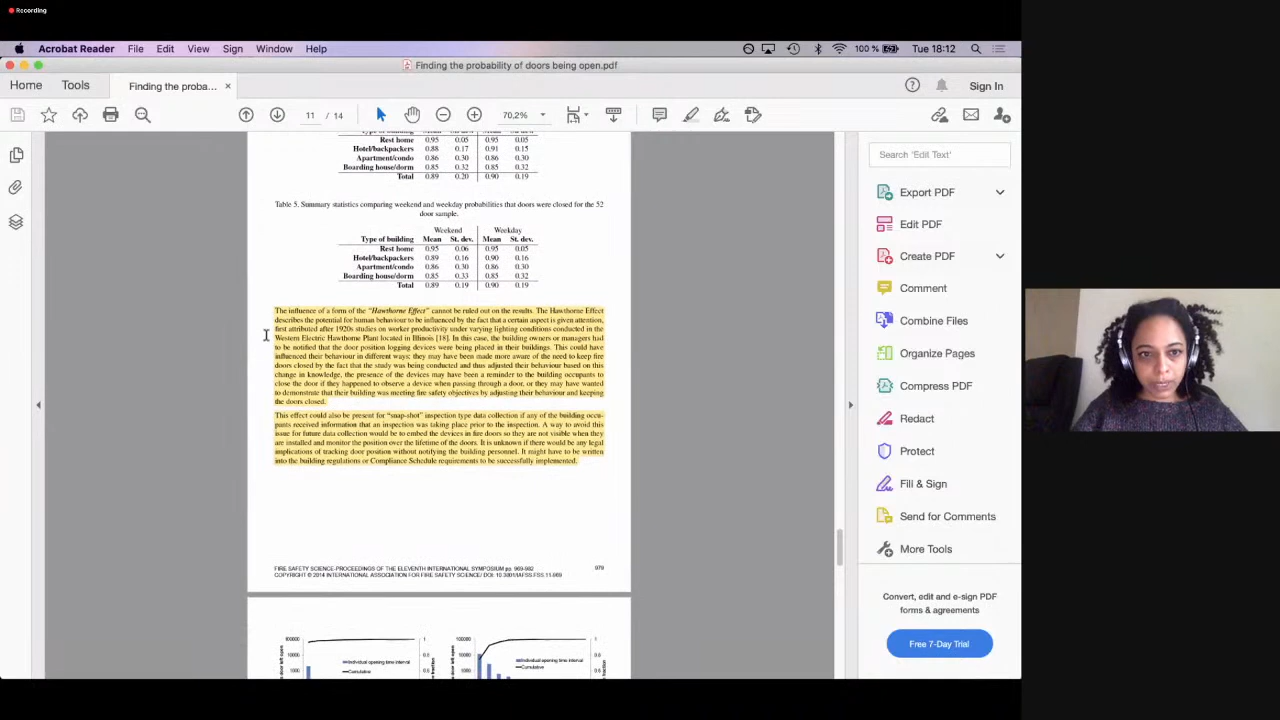 Recording
Acrobat Reader File Edit View Sign Window Help 100 % Tue 18:12
Finding the probability of doors being open.pdf
Home Tools Finding the proba... × Sign In
11 / 14 70,2%
Rest home 0.95 0.05 0.95 0.05
Hotel/backpackers 0.88 0.17 0.91 0.15
Apartment/condo 0.86 0.30 0.86 0.30
Boarding house/dorm 0.85 0.32 0.85 0.32
Total 0.89 0.20 0.90 0.19
Table 5. Summary statistics comparing weekend and weekday probabilities that doors were closed for the 52
door sample.
Weekend Weekday
Type of building Mean St. dev. Mean St. dev.
Rest home 0.95 0.06 0.95 0.05
Hotel/backpackers 0.89 0.16 0.90 0.16
Apartment/condo 0.86 0.30 0.86 0.30
Boarding house/dorm 0.85 0.33 0.85 0.32
Total 0.89 0.19 0.90 0.19
The influence of a form of the “Hawthorne Effect” cannot be ruled out on the results. The Hawthorne Effect
describes the potential for human behaviour to be influenced by the fact that a certain aspect is given attention,
first attributed after 1920s studies on worker productivity under varying lighting conditions conducted in the
Western Electric Hawthorne Plant located in Illinois [18]. In this case, the building owners or managers had
to be notified that the door position logging devices were being placed in their buildings. This could have
influenced their behaviour in different ways; they may have been made more aware of the need to keep fire
doors closed by the fact that the study was being conducted and thus adjusted their behaviour based on this
change in knowledge, the presence of the devices may have been a reminder to the building occupants to
close the door if they happened to observe a device when passing through a door, or they may have wanted
to demonstrate that their building was meeting fire safety objectives by adjusting their behaviour and keeping
the doors closed.
This effect could also be present for “snap-shot” inspection type data collection if any of the building occu-
pants received information that an inspection was taking place prior to the inspection. A way to avoid this
issue for future data collection would be to embed the devices in fire doors so they are not visible when they
are installed and monitor the position over the lifetime of the doors. It is unknown if there would be any legal
implications of tracking door position without notifying the building personnel. It might have to be written
into the building regulations or Compliance Schedule requirements to be successfully implemented.
FIRE SAFETY SCIENCE-PROCEEDINGS OF THE ELEVENTH INTERNATIONAL SYMPOSIUM pp. 969-982
COPYRIGHT © 2014 INTERNATIONAL ASSOCIATION FOR FIRE SAFETY SCIENCE/ DOI: 10.3801/IAFSS.FSS.11-969
979
100000 1 100000 1
10000 0.8 10000 0.8
Individual opening time interval Individual opening time interval
1000 0.6 1000 0.6
Cumulative Cumulative
Search 'Edit Text'
Export PDF
Edit PDF
Create PDF
Comment
Combine Files
Organize Pages
Compress PDF
Redact
Protect
Fill & Sign
Send for Comments
More Tools
Convert, edit and e-sign PDF
forms & agreements
Free 7-Day Trial